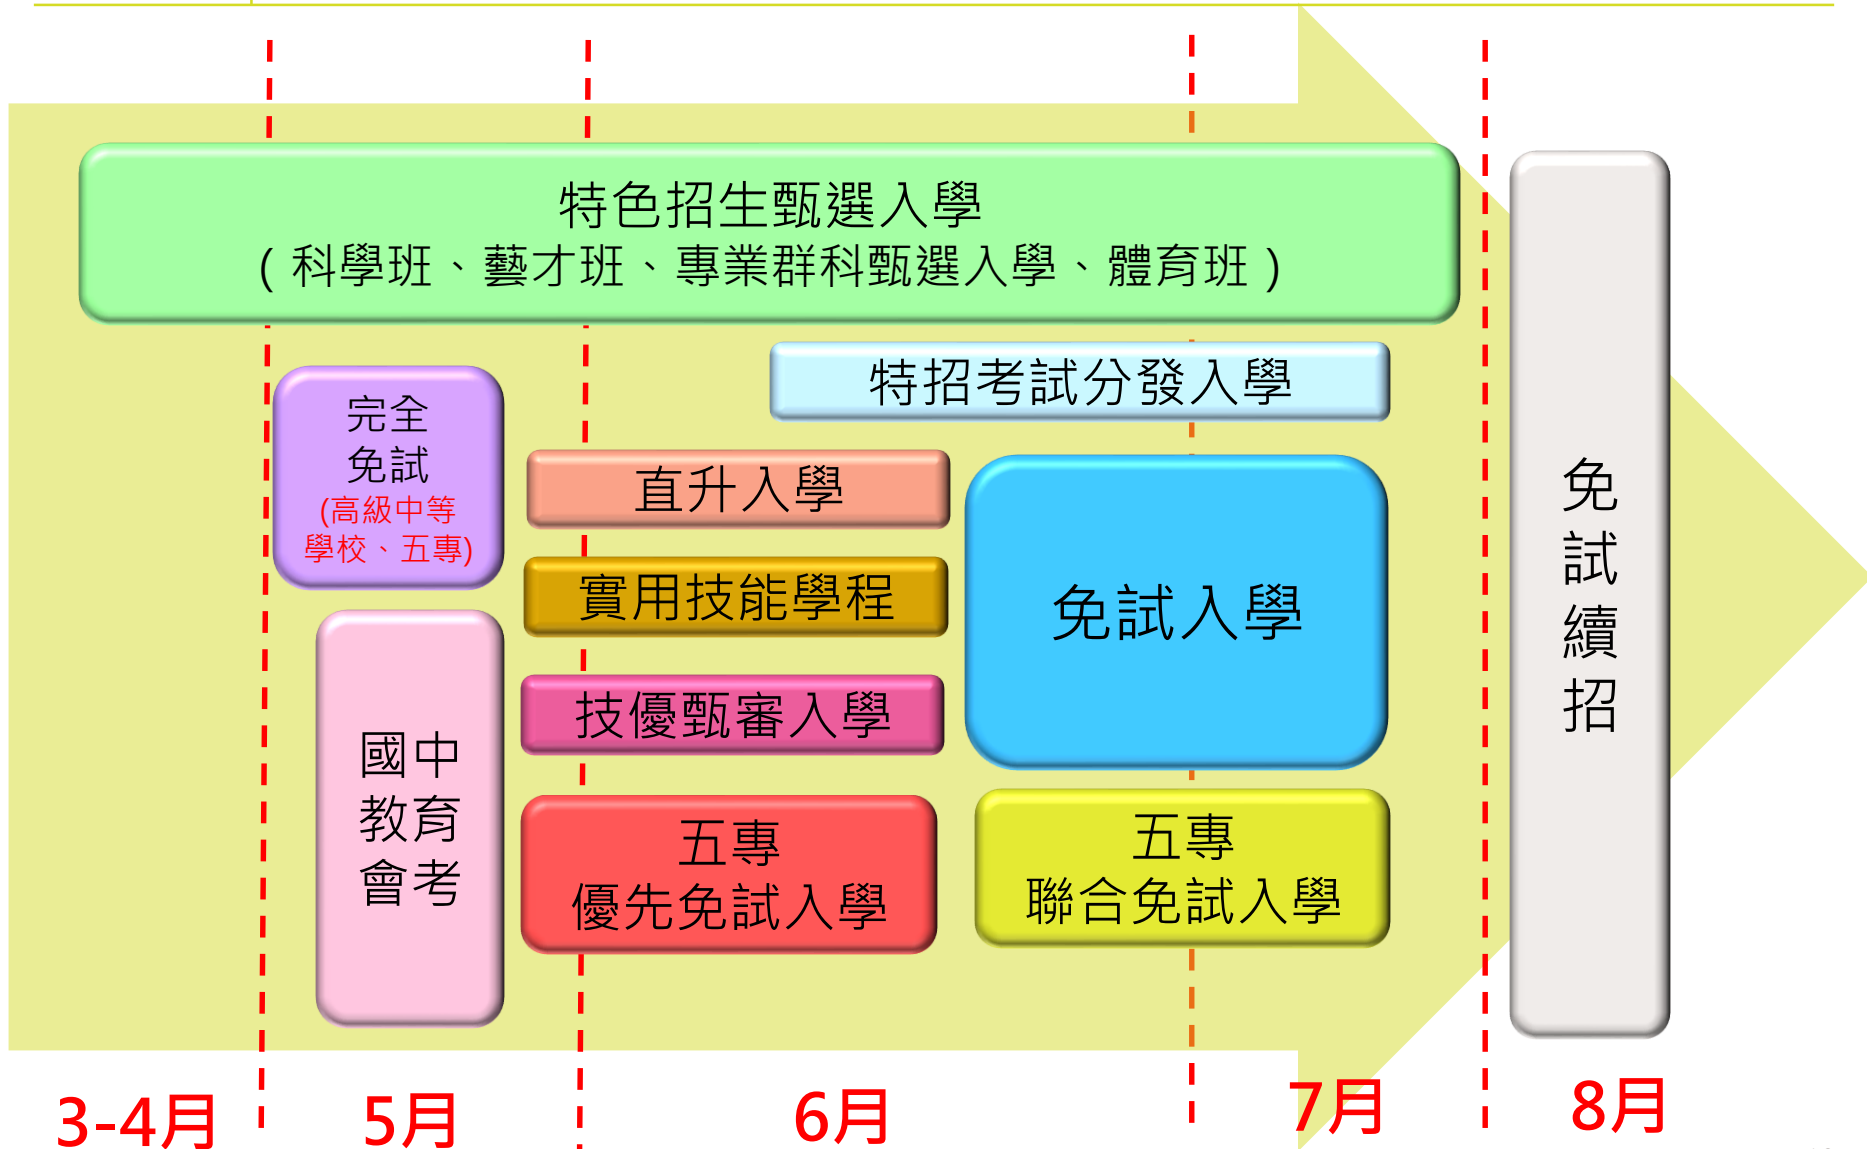 特色招生甄選入學
(科學班、藝才班、專業群科甄選入學、體育班)
特招考試分發入學
完全
免試
(高級中等
學校、五專)
直升入學
實用技能學程
技優甄審入學
免試入學
國中
教育
會考
五專
優先免試入學
五專
聯合免試入學
免
試
續
招
3-4月
5月
6月
7月
8月